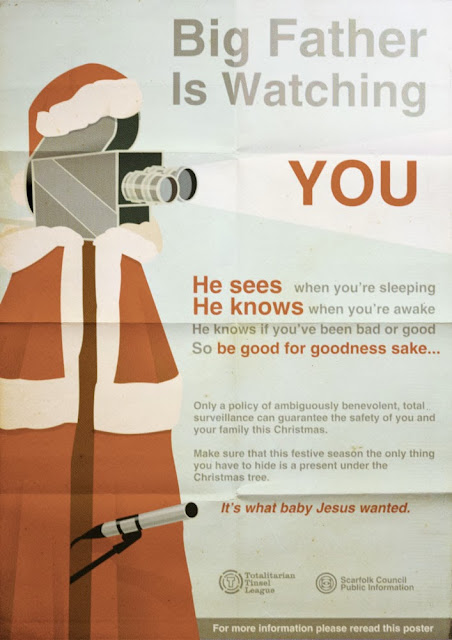 Big Father
Is Watching
YOU
He sees when you're sleeping
He knows when you're awake
He knows if you've been bad or good
So be good for goodness sake...
Only a policy of ambiguously benevolent, total
surveillance can guarantee the safety of you and
your family this Christmas.
Make sure that this festive season the only thing
you have to hide is a present under the
Christmas tree.
It's what baby Jesus wanted.
Totalitarian
Tinsel
League
Scarfolk Council
Public Information
For more information please reread this poster